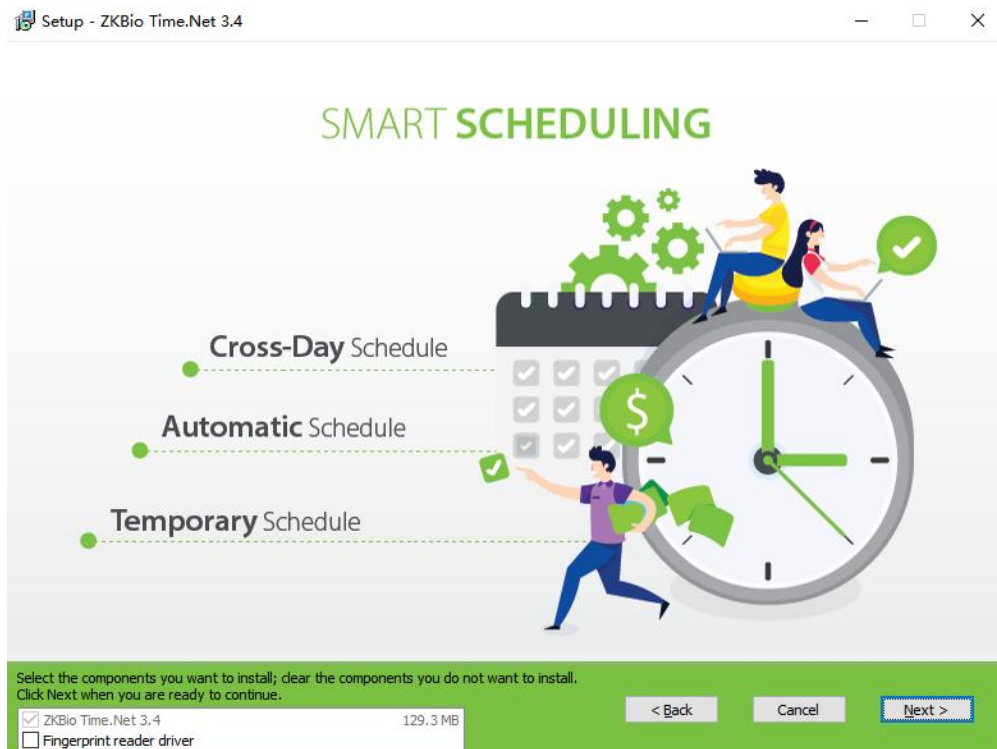 Setup - ZKBio Time.Net 3.4
SMART SCHEDULING
Cross-Day Schedule
Automatic Schedule
$
Temporary Schedule
Select the components you want to install; clear the components you do not want to install.
Click Next when you are ready to continue.
< Back Cancel Next >
ZKBio Time.Net 3.4 129.3 MB
Fingerprint reader driver